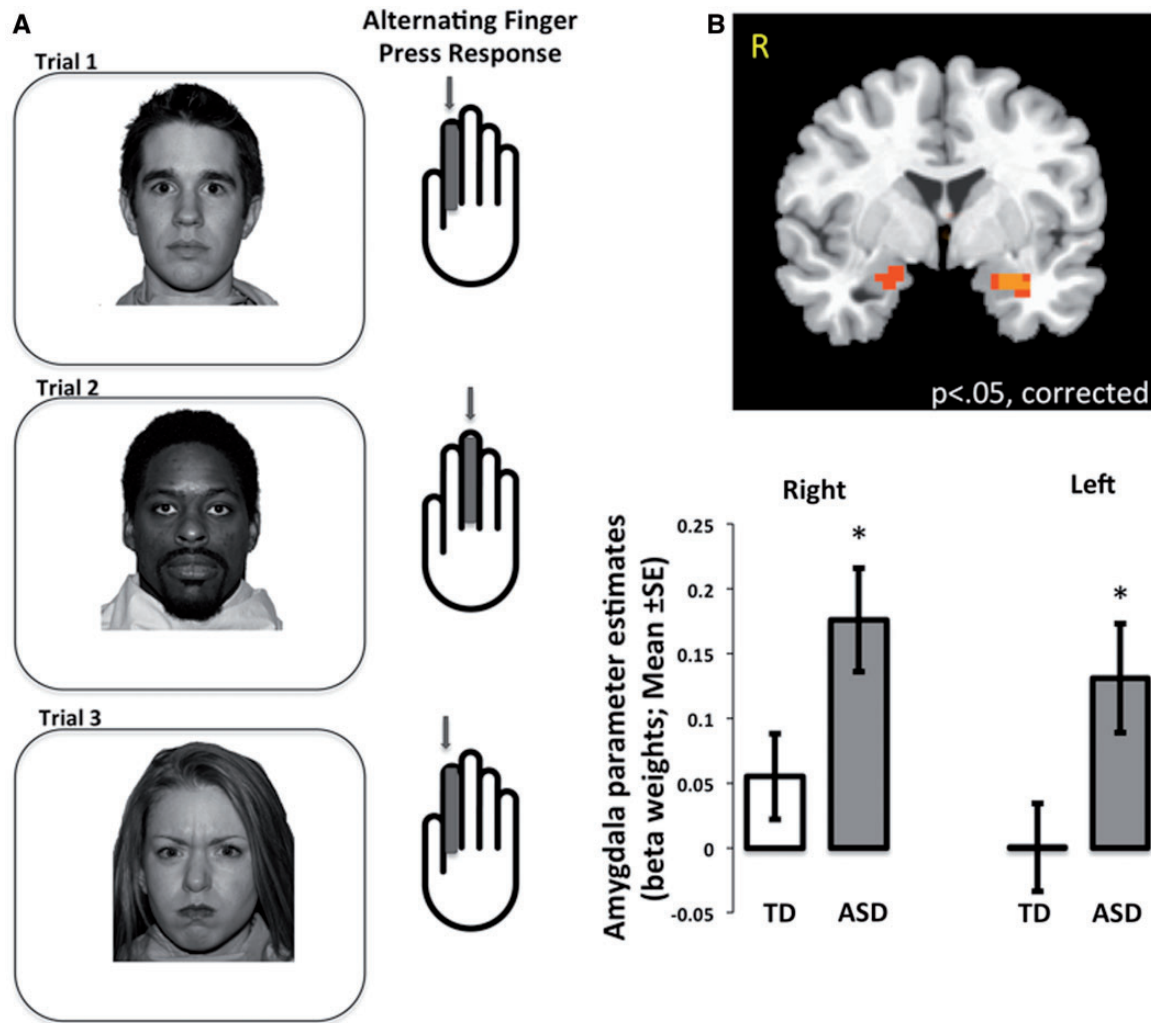 A
Alternating Finger
Press Response
Trial 1
Trial 2
Trial 3
B
R
p<.05, corrected
Right
Left
Amygdala parameter estimates
(beta weights; Mean ±SE)
0.25
0.2
0.15
0.1
0.05
0
-0.05
*
*
TD
ASD
TD
ASD